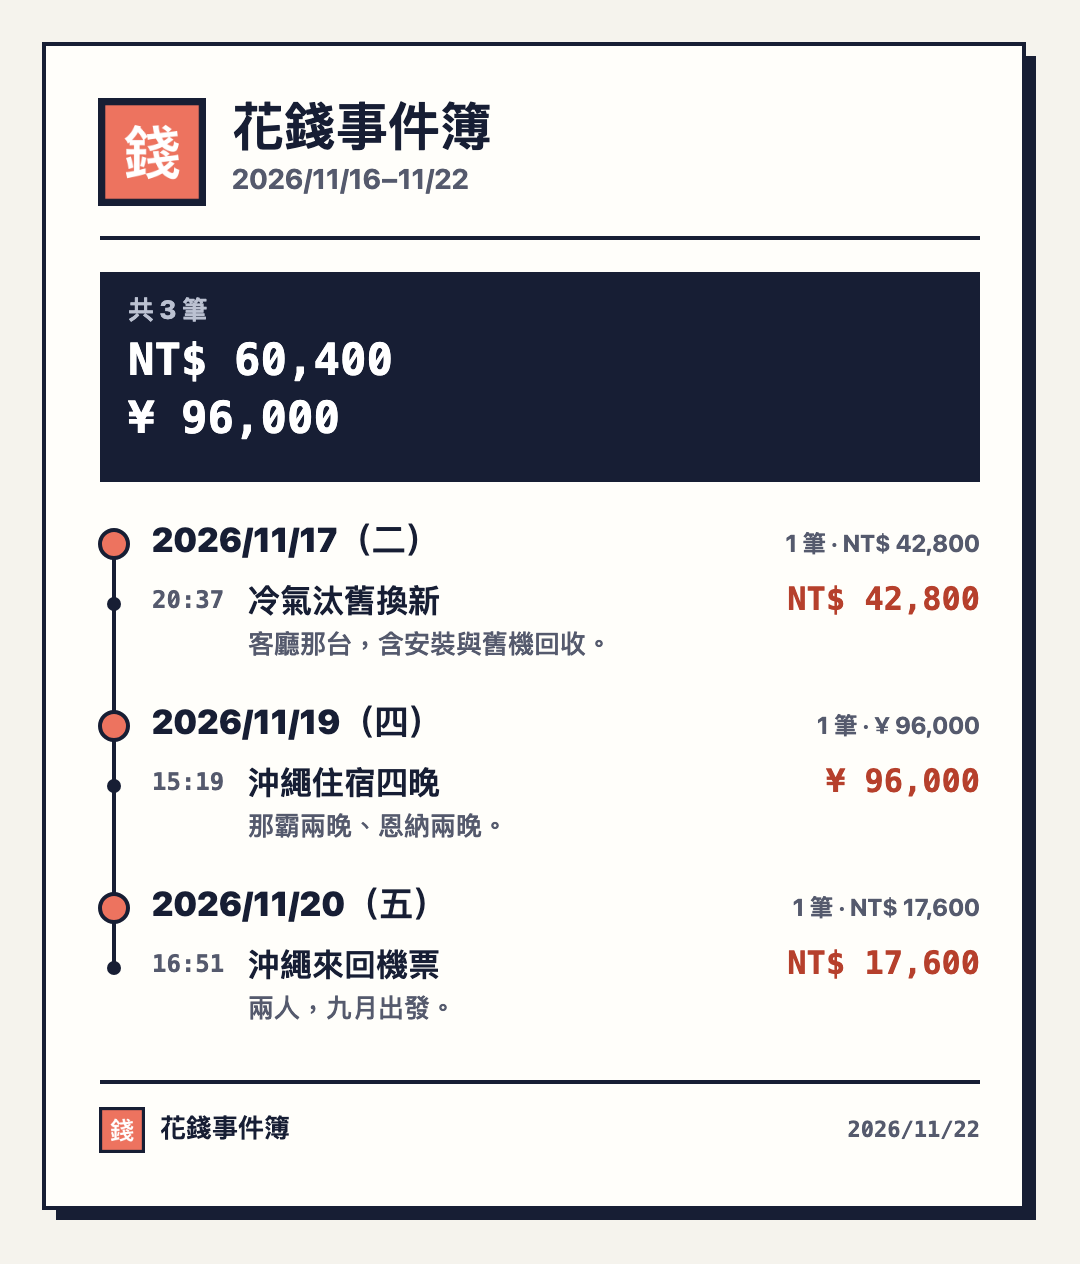 錢
花錢事件簿
2026/11/16–11/22
共 3 筆
NT$ 60,400
¥ 96,000
2026/11/17（二） 1 筆 · NT$ 42,800
20:37 冷氣汰舊換新 NT$ 42,800
客廳那台，含安裝與舊機回收。
2026/11/19（四） 1 筆 · ¥ 96,000
15:19 沖繩住宿四晚 ¥ 96,000
那霸兩晚、恩納兩晚。
2026/11/20（五） 1 筆 · NT$ 17,600
16:51 沖繩來回機票 NT$ 17,600
兩人，九月出發。
錢 花錢事件簿 2026/11/22